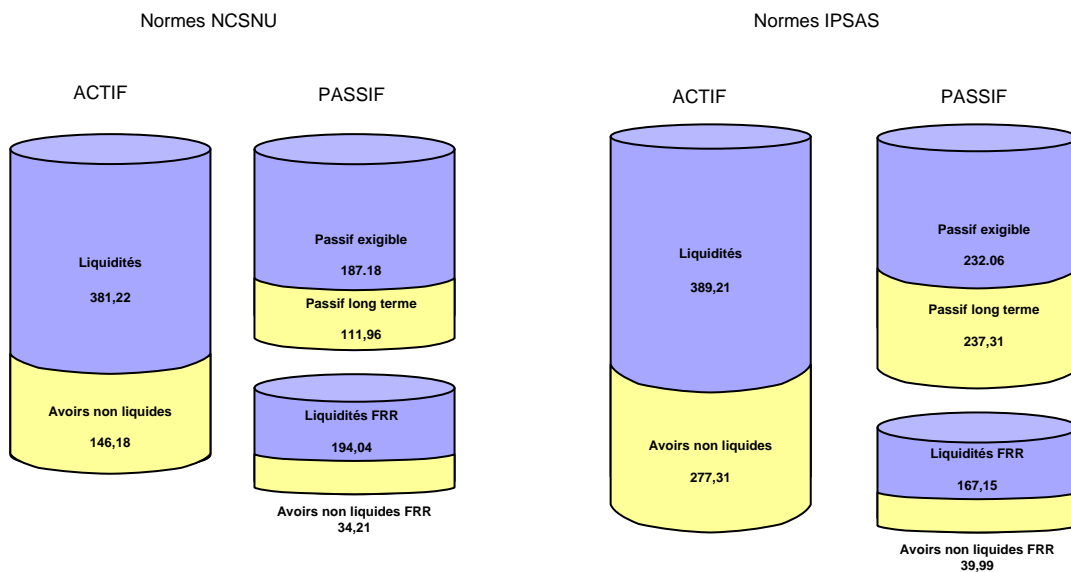 Normes NCSNU
ACTIF
PASSIF
Liquidités
381,22
Avoirs non liquides
146,18
Passif exigible
187.18
Passif long terme
111,96
Liquidités FRR
194,04
Avoirs non liquides FRR
34,21
Normes IPSAS
ACTIF
PASSIF
Liquidités
389,21
Avoirs non liquides
277,31
Passif exigible
232.06
Passif long terme
237,31
Liquidités FRR
167,15
Avoirs non liquides FRR
39,99